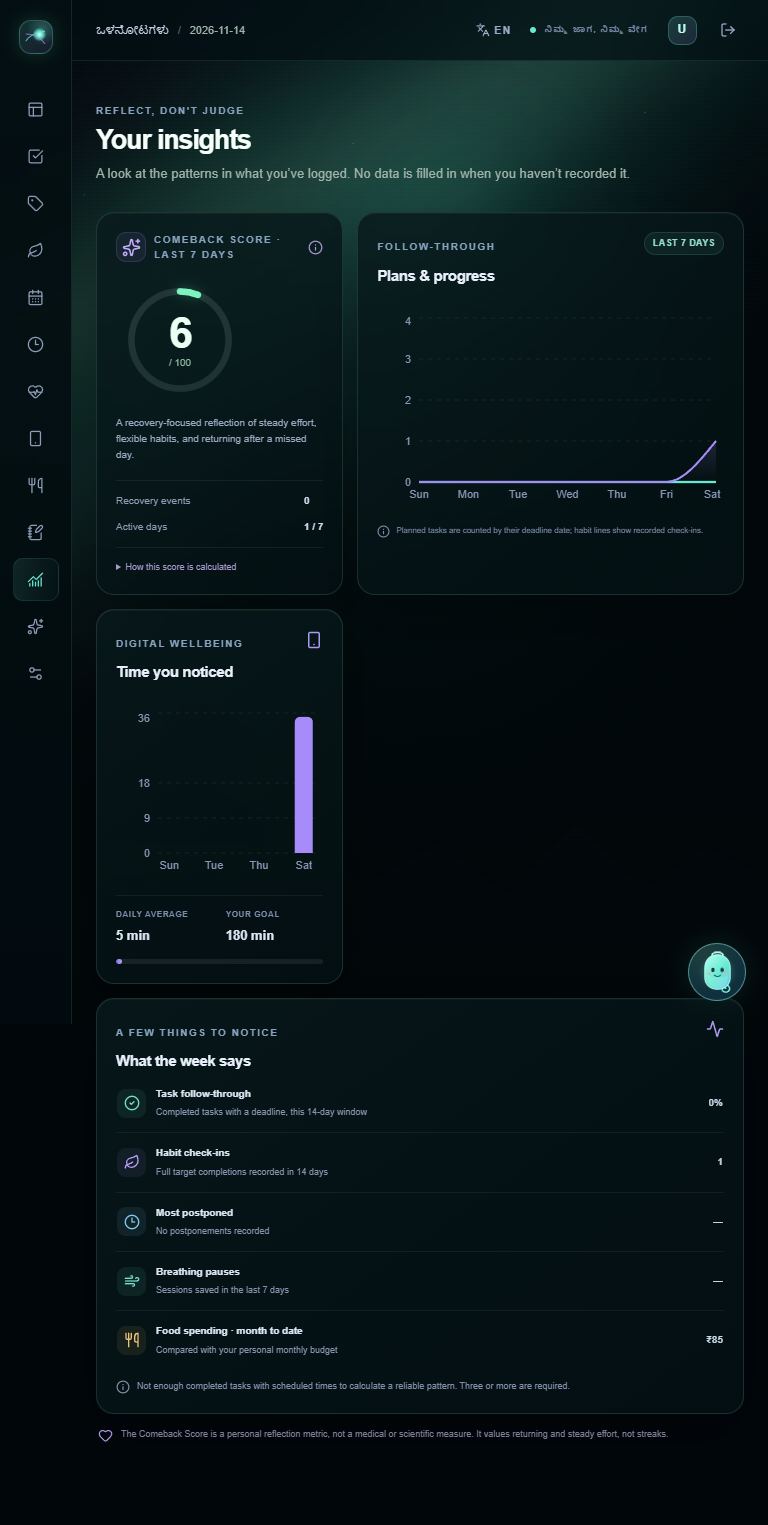 ಒಳನೋಟಗಳು / 2026-11-14
EN
ನಿಮ್ಮ ಜಾಗ, ನಿಮ್ಮ ವೇಗ
U
REFLECT, DON'T JUDGE
Your insights
A look at the patterns in what you've logged. No data is filled in when you haven't recorded it.
COMEBACK SCORE ·
LAST 7 DAYS
6
/ 100
A recovery-focused reflection of steady effort,
flexible habits, and returning after a missed
day.
Recovery events 0
Active days 1 / 7
How this score is calculated
FOLLOW-THROUGH
LAST 7 DAYS
Plans & progress
4
3
2
1
0
Sun Mon Tue Wed Thu Fri Sat
Planned tasks are counted by their deadline date; habit lines show recorded check-ins.
DIGITAL WELLBEING
Time you noticed
36
18
9
0
Sun Tue Thu Sat
DAILY AVERAGE YOUR GOAL
5 min 180 min
A FEW THINGS TO NOTICE
What the week says
Task follow-through
Completed tasks with a deadline, this 14-day window
0%
Habit check-ins
Full target completions recorded in 14 days
1
Most postponed
No postponements recorded
—
Breathing pauses
Sessions saved in the last 7 days
—
Food spending · month to date
Compared with your personal monthly budget
₹85
Not enough completed tasks with scheduled times to calculate a reliable pattern. Three or more are required.
The Comeback Score is a personal reflection metric, not a medical or scientific measure. It values returning and steady effort, not streaks.